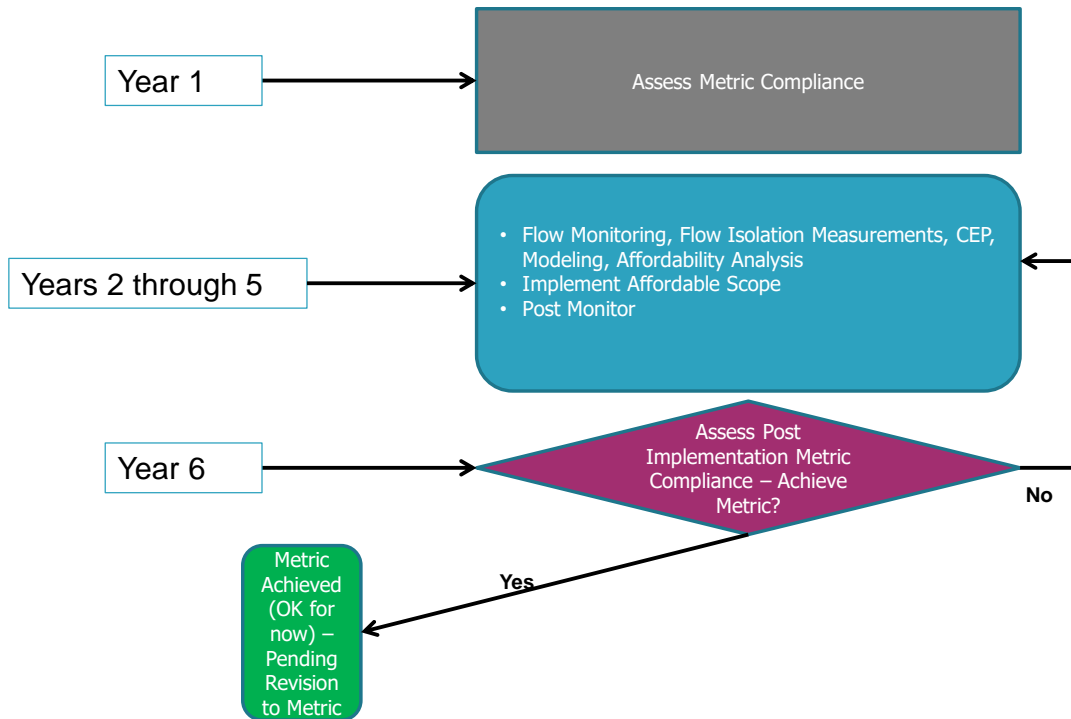 Year 1
Assess Metric Compliance
Years 2 through 5
• Flow Monitoring, Flow Isolation Measurements, CEP,
Modeling, Affordability Analysis
• Implement Affordable Scope
• Post Monitor
Year 6
Assess Post
Implementation Metric
Compliance – Achieve
Metric?
No
Yes
Metric
Achieved
(OK for
now) –
Pending
Revision
to Metric